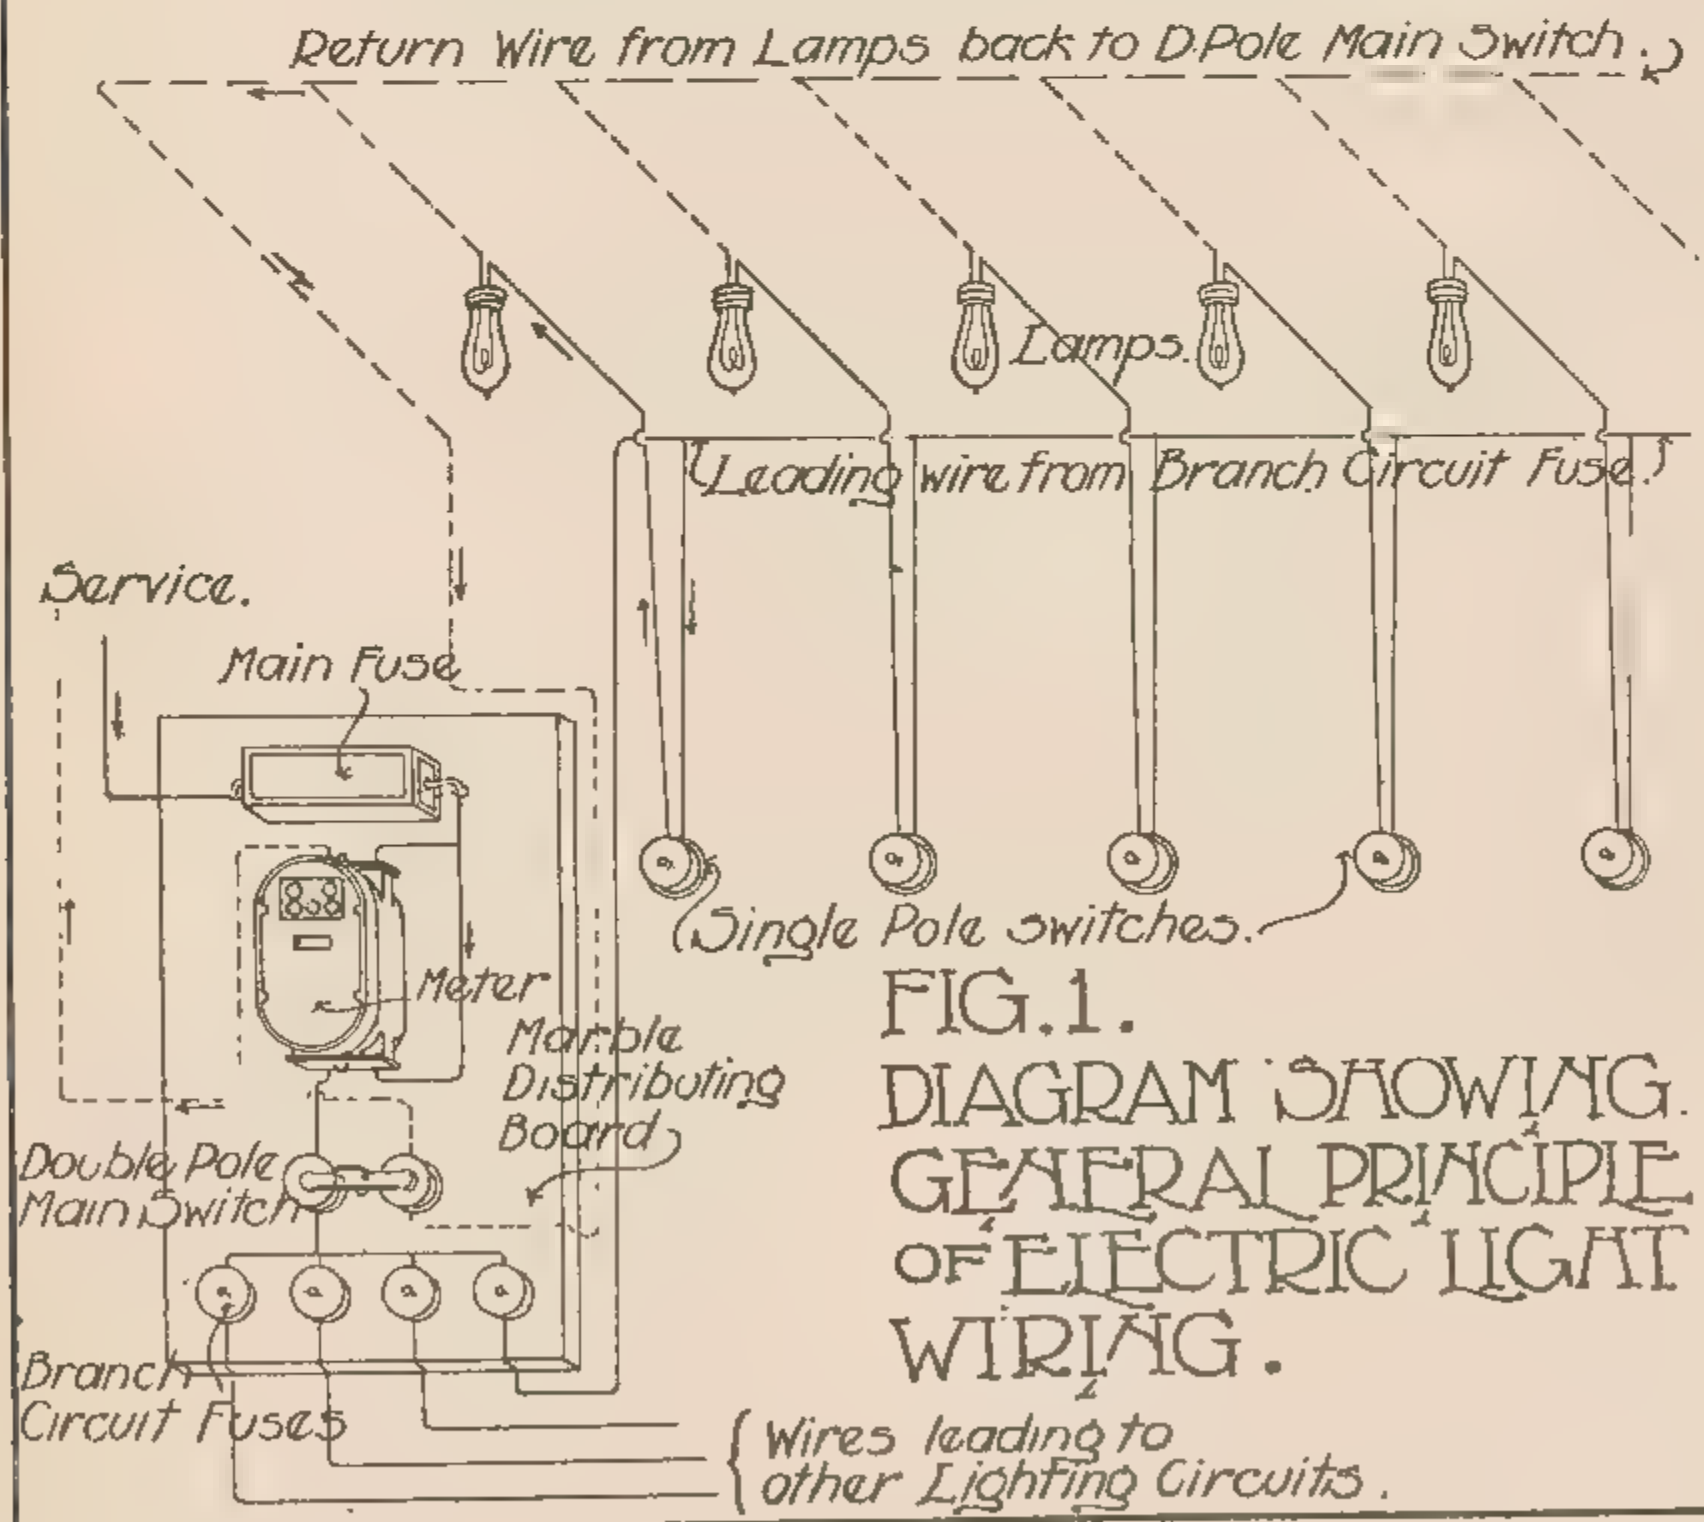 Return Wire from Lamps back to D.Pole Main Switch.
Lamps.
Leading wire from Branch Circuit Fuse.
Service.
Main Fuse
Meter
Marble
Distributing
Board
Double Pole
Main Switch
Branch
Circuit Fuses
Single Pole switches.
FIG.1.
DIAGRAM SHOWING.
GENERAL PRINCIPLE
OF ELECTRIC LIGHT
WIRING.
Wires leading to
other Lighting Circuits.